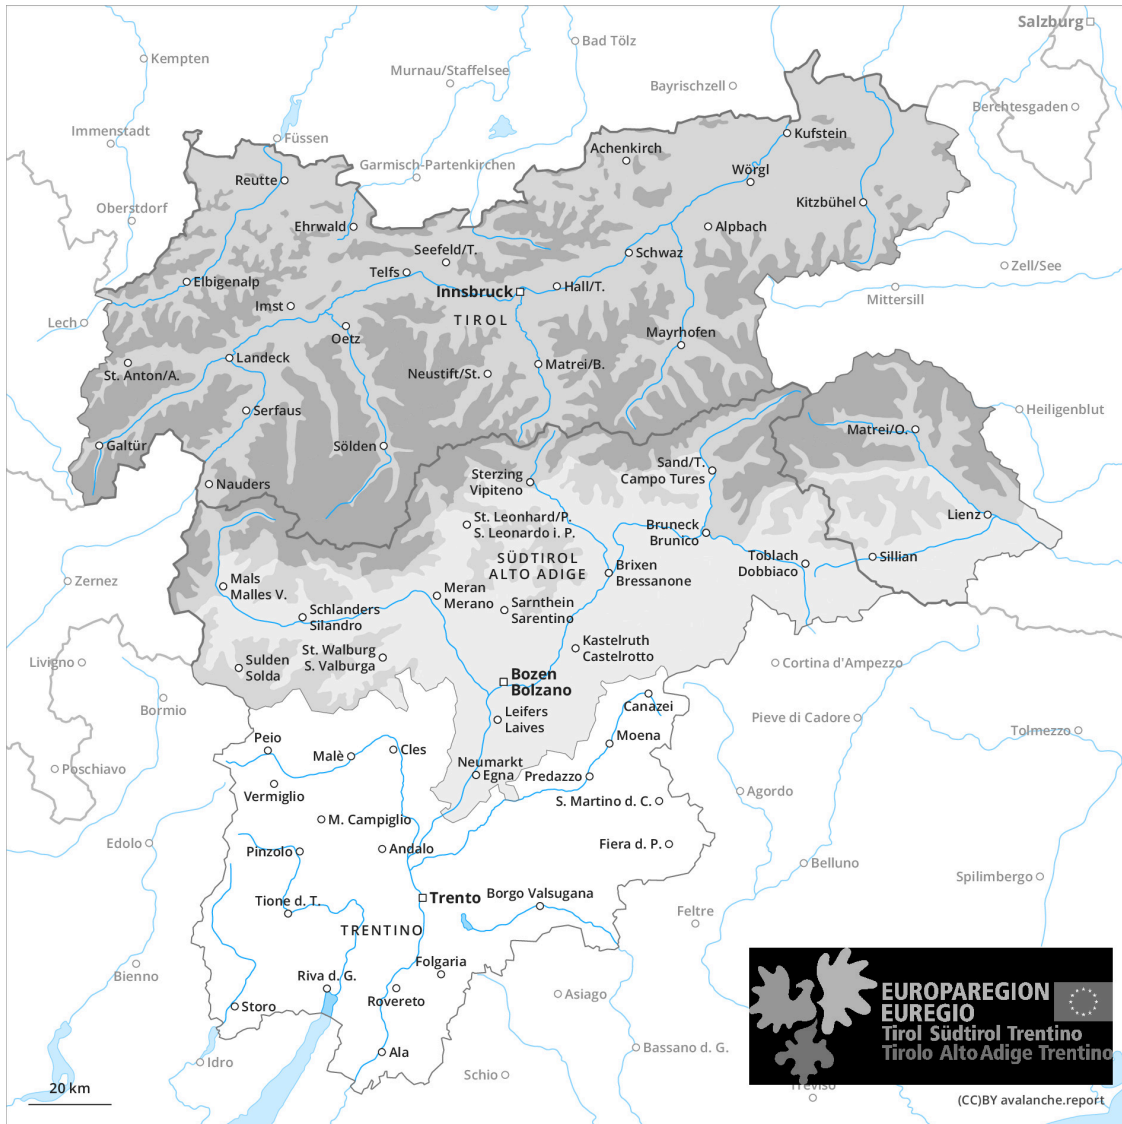 Salzburg
Bad Tölz
Kempten
Murnau/Staffelsee
Bayrischzell
Berchtesgaden
Immenstadt
Füssen
Kufstein
Achenkirch
Garmisch-Partenkirchen
Wörgl
Reutte
Kitzbühel
Oberstdorf
Ehrwald
Alpbach
Seefeld/T.
Schwaz
Zell/See
Telfs
Elbigenalp
Hall/T.
Innsbruck
Mittersill
Imst
TIROL
Lech
Oetz
Mayrhofen
Landeck
Matrei/B.
St. Anton/A.
Neustift/St.
Serfaus
Heiligenblut
Matrei/O.
Galtür
Sölden
Sand/T.
Campo Tures
Sterzing
Vipiteno
Nauders
St. Leonhard/P.
S. Leonardo i. P.
Lienz
Bruneck
Brunico
SÜDTIROL
ALTO ADIGE
Toblach
Dobbiaco
Sillian
Brixen
Bressanone
Zernez
Mals
Malles V.
Meran
Merano
Sarnthein
Sarentino
Schlanders
Silandro
Kastelruth
Castelrotto
St. Walburg
S. Valburga
Livigno
Sulden
Solda
Cortina d'Ampezzo
Bozen
Bolzano
Bormio
Canazei
Leifers
Laives
Pieve di Cadore
Tolmezzo
Peio
Moena
Malè
Cles
Neumarkt
Egna
Poschiavo
Predazzo
Vermiglio
Agordo
S. Martino d. C.
M. Campiglio
Edolo
Pinzolo
Andalo
Fiera d. P.
Belluno
Spilimbergo
Tione d. T.
Trento
Borgo Valsugana
Feltre
TRENTINO
Folgaria
Bienno
Riva d. G.
Rovereto
Asiago
Storo
EUROPAREGION
EUREGIO
Tirol Südtirol Trentino
Tirolo Alto Adige Trentino
Ala
Idro
Bassano d. G.
Schio
Treviso
20 km
(CC)BY avalanche.report